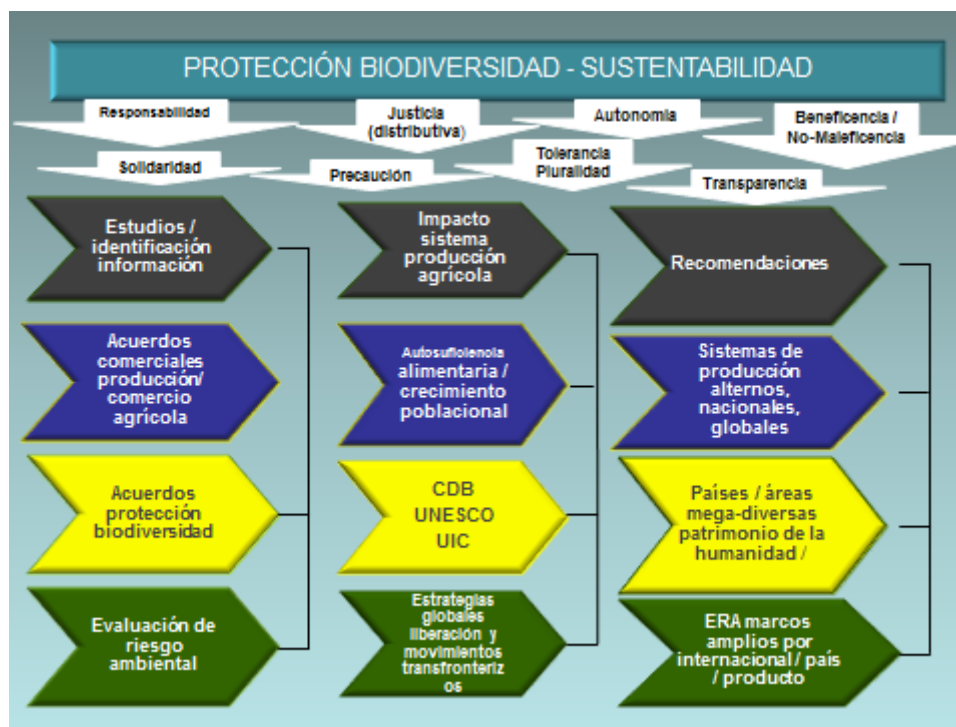 PROTECCIÓN BIODIVERSIDAD - SUSTENTABILIDAD
Responsabilidad
Justicia
(distributiva)
Autonomia
Beneficencia /
No-Maleficencia
Solidaridad
Precaución
Tolerancia
Pluralidad
Transparencia
Estudios /
identificación
información
Impacto
sistema
producción
agrícola
Recomendaciones
Acuerdos
comerciales
producción/
comercio
agrícola
Autosuficiencia
alimentaria /
crecimiento
poblacional
Sistemas de
producción
alternos,
nacionales,
globales
Acuerdos
protección
biodiversidad
CDB
UNESCO
UIC
Países / áreas
mega-diversas
patrimonio de la
humanidad /
Evaluación de
riesgo
ambiental
Estrategias
globales
liberación y
movimientos
transfronteriz
os
ERA marcos
amplios por
internacional / país
/ producto